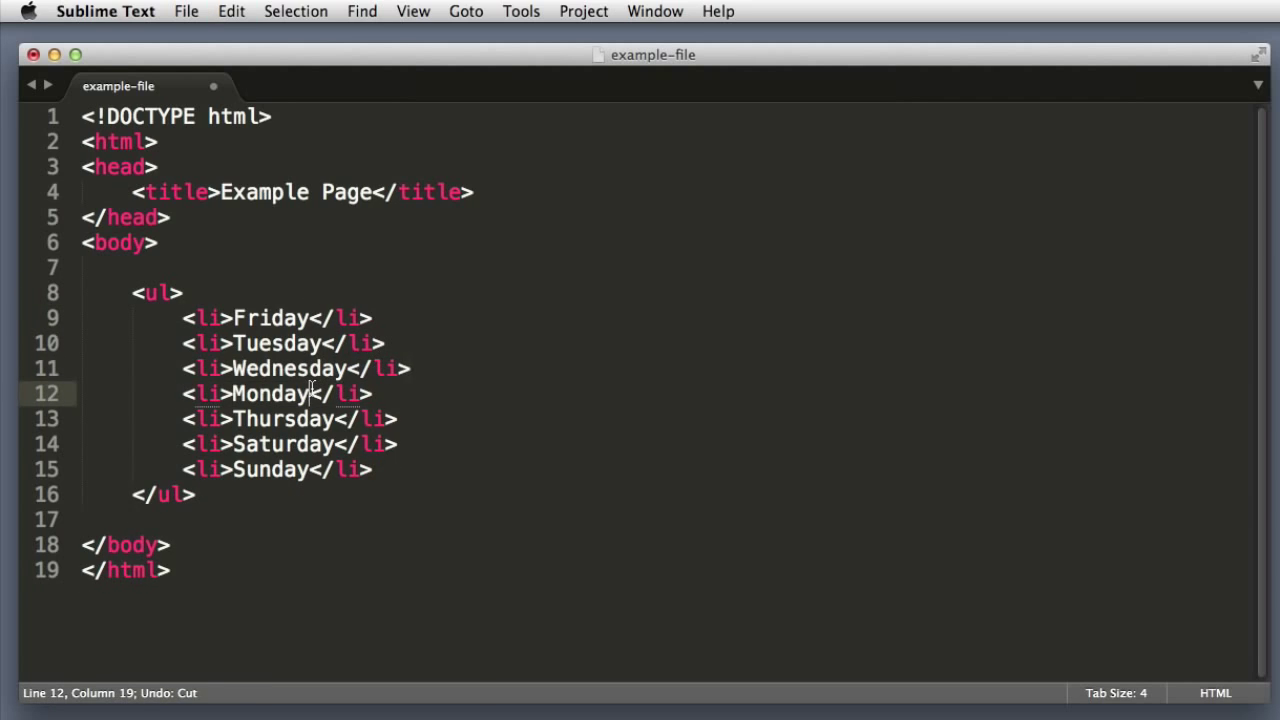 Sublime Text File Edit Selection Find View Goto Tools Project Window Help
example-file
example-file
1 <!DOCTYPE html>
2 <html>
3 <head>
4     <title>Example Page</title>
5 </head>
6 <body>
7
8     <ul>
9         <li>Friday</li>
10         <li>Tuesday</li>
11         <li>Wednesday</li>
12         <li>Monday</li>
13         <li>Thursday</li>
14         <li>Saturday</li>
15         <li>Sunday</li>
16     </ul>
17
18 </body>
19 </html>
Line 12, Column 19; Undo: Cut Tab Size: 4 HTML